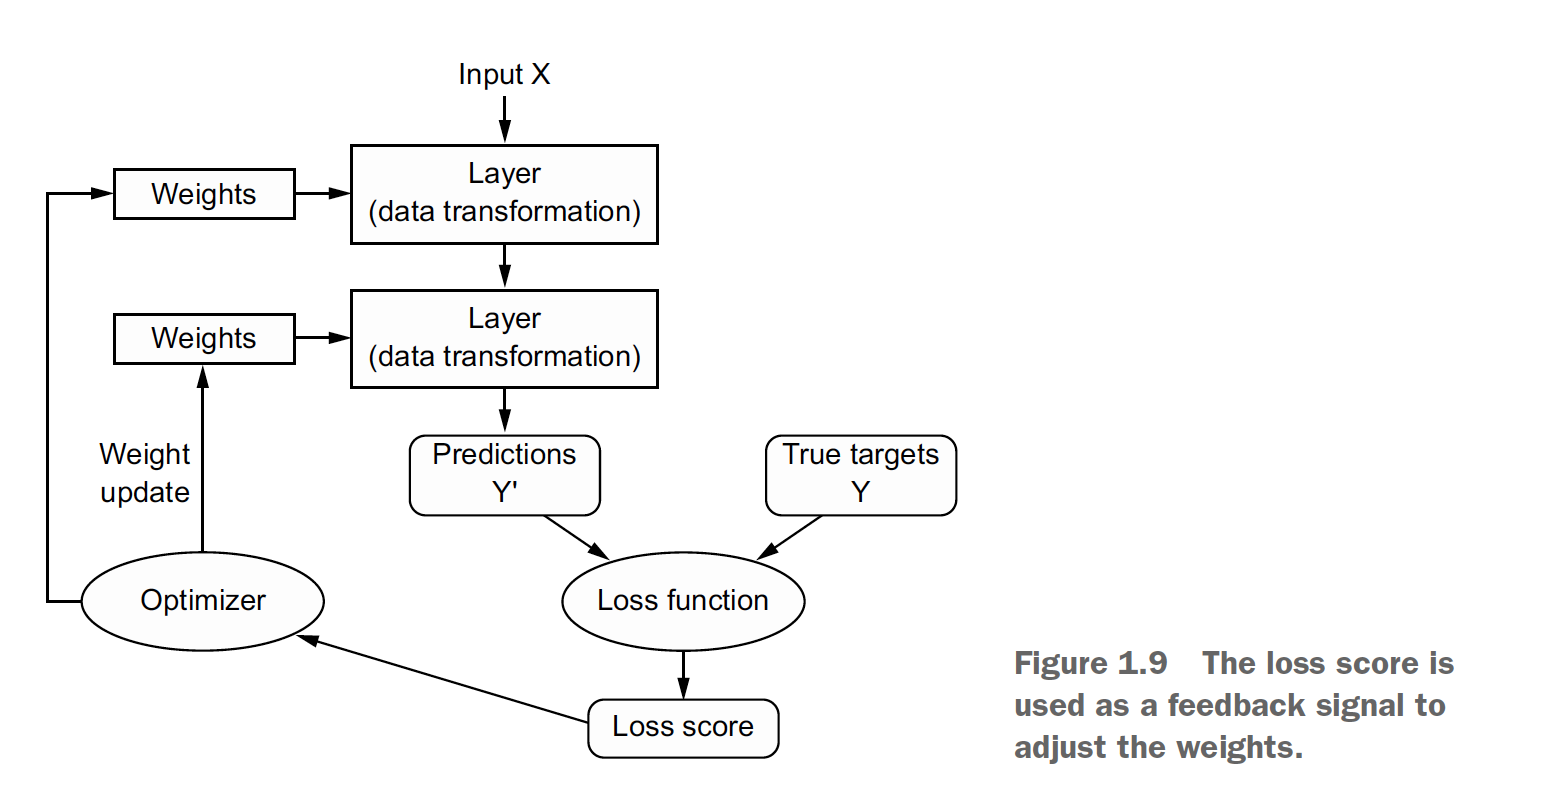 Input X
Weights
Layer
(data transformation)
Weights
Layer
(data transformation)
Weight
update
Predictions
Y'
True targets
Y
Optimizer
Loss function
Loss score
Figure 1.9 The loss score is
used as a feedback signal to
adjust the weights.